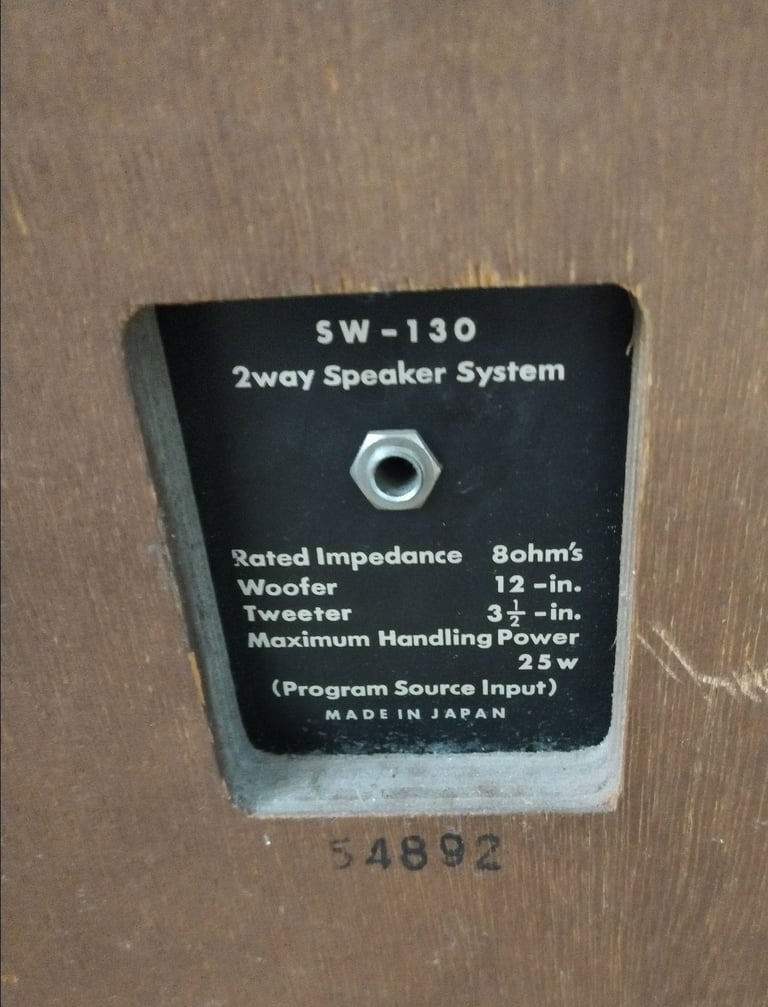 SW-130
2way Speaker System
Rated Impedance 8ohm's
Woofer 12-in.
Tweeter 3½-in.
Maximum Handling Power
25w
(Program Source Input)
MADE IN JAPAN
54892